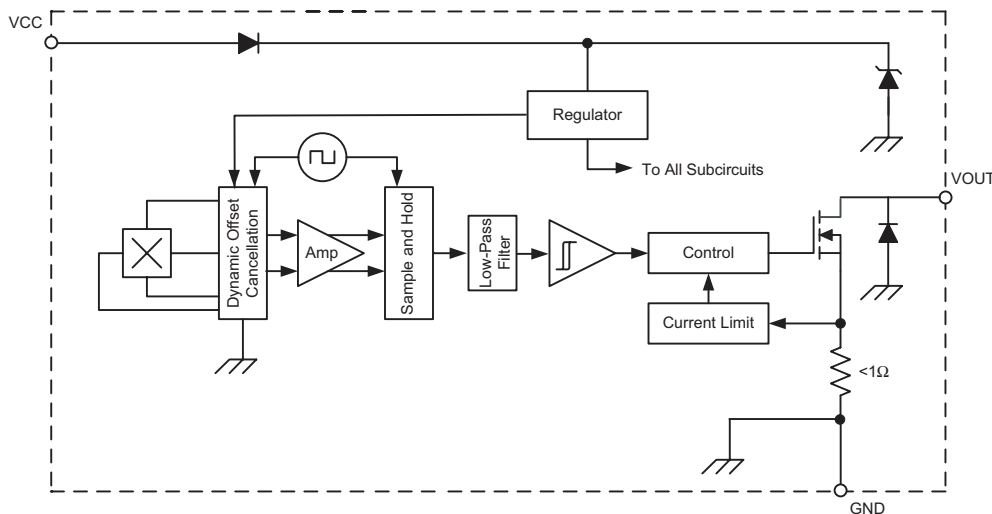 VCC
Regulator
To All Subcircuits
VOUT
Dynamic Offset
Cancellation
Amp
Sample and Hold
Low-Pass
Filter
Control
Current Limit
<1Ω
GND